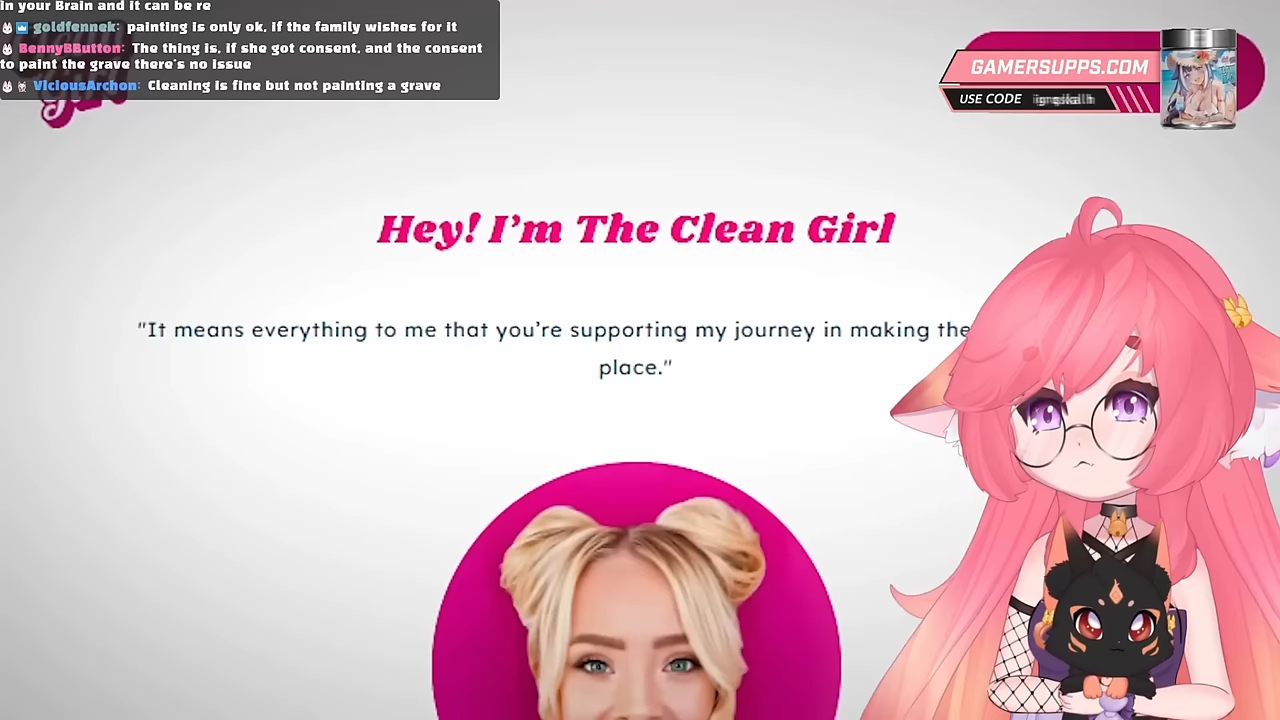 in your Brain and it can be re
goldfennek: painting is only ok, if the family wishes for it
BennyBButton: The thing is, if she got consent, and the consent
to paint the grave there's no issue
ViciousArchon: Cleaning is fine but not painting a grave
Girl
GAMERSUPPS.COM
USE CODE
Hey! I'm The Clean Girl
"It means everything to me that you're supporting my journey in making the
place."